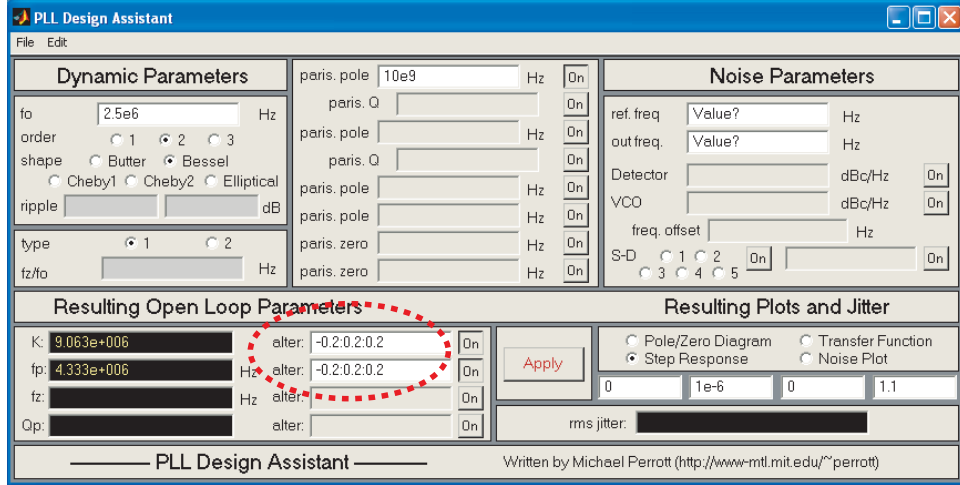 PLL Design Assistant
File Edit
Dynamic Parameters
fo 2.5e6 Hz
order 1 2 3
shape Butter Bessel
Cheby1 Cheby2 Elliptical
ripple dB
type 1 2
fz/fo Hz
paris. pole 10e9 Hz On
paris. Q On
paris. pole Hz On
paris. Q On
paris. pole Hz On
paris. pole Hz On
paris. zero Hz On
paris. zero Hz On
Noise Parameters
ref. freq Value? Hz
out freq. Value? Hz
Detector dBc/Hz On
VCO dBc/Hz On
freq. offset Hz
S-D 1 2 On On
3 4 5
Resulting Open Loop Parameters
K: 9.063e+006 alter: -0.2:0.2:0.2 On
fp: 4.333e+006 Hz alter: -0.2:0.2:0.2 On
fz: Hz alter: On
Qp: alter: On
Resulting Plots and Jitter
Apply
Pole/Zero Diagram Transfer Function
Step Response Noise Plot
0 1e-6 0 1.1
rms jitter:
PLL Design Assistant
Written by Michael Perrott (http://www-mtl.mit.edu/~perrott)